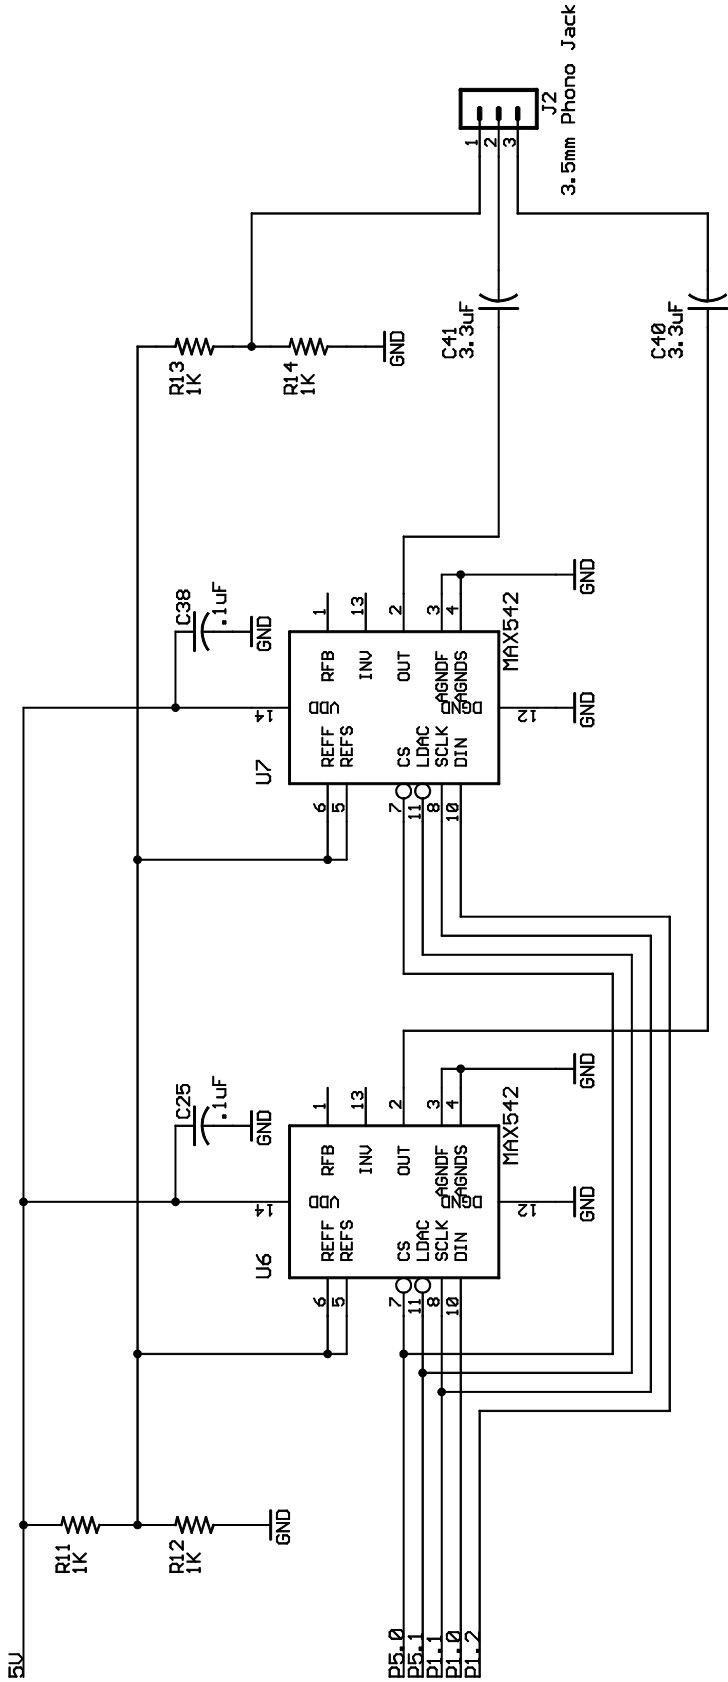 5V
R11
1K
R12
1K
GND
C25
.1uF
GND
C38
.1uF
GND
R13
1K
R14
1K
GND
U6
14
VDD
6
REFF
5
REFS
7
CS
11
LDAC
8
SCLK
10
DIN
RFB
1
INV
13
OUT
2
AGNDF
3
AGNDS
4
DGND
12
MAX542
GND
GND
U7
14
VDD
6
REFF
5
REFS
7
CS
11
LDAC
8
SCLK
10
DIN
RFB
1
INV
13
OUT
2
AGNDF
3
AGNDS
4
DGND
12
MAX542
GND
GND
C41
3.3uF
C40
3.3uF
1
2
3
J2
3.5mm Phono Jack
P5.0
P5.1
P1.1
P1.0
P1.2